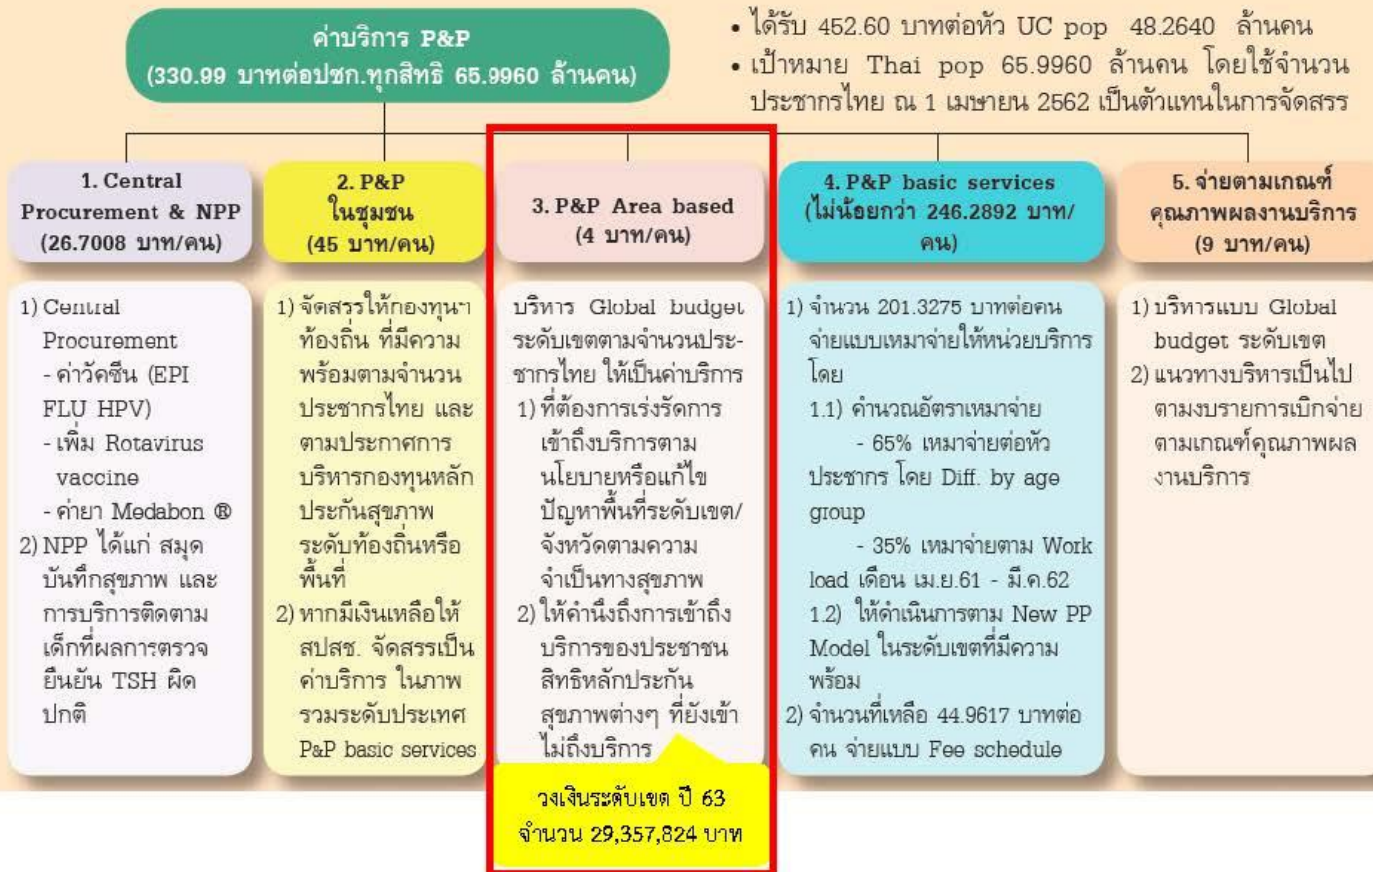 ค่าบริการ P&P
(330.99 บาทต่อปชก.ทุกสิทธิ 65.9960 ล้านคน)
• ได้รับ 452.60 บาทต่อหัว UC pop 48.2640 ล้านคน
• เป้าหมาย Thai pop 65.9960 ล้านคน โดยใช้จำนวน
ประชากรไทย ณ 1 เมษายน 2562 เป็นตัวแทนในการจัดสรร
1. Central
Procurement & NPP
(26.7008 บาท/คน)
1) Central
Procurement
- ค่าวัคซีน (EPI
FLU HPV)
- เพิ่ม Rotavirus
vaccine
- ค่ายา Medabon ®
2) NPP ได้แก่ สมุด
บันทึกสุขภาพ และ
การบริการติดตาม
เด็กที่ผลการตรวจ
ยืนยัน TSH ผิด
ปกติ
2. P&P
ในชุมชน
(45 บาท/คน)
1) จัดสรรให้กองทุนฯ
ท้องถิ่น ที่มีความ
พร้อมตามจำนวน
ประชากรไทย และ
ตามประกาศการ
บริหารกองทุนหลัก
ประกันสุขภาพ
ระดับท้องถิ่นหรือ
พื้นที่
2) หากมีเงินเหลือให้
สปสช. จัดสรรเป็น
ค่าบริการ ในภาพ
รวมระดับประเทศ
P&P basic services
3. P&P Area based
(4 บาท/คน)
บริหาร Global budget
ระดับเขตตามจำนวนประ-
ชากรไทย ให้เป็นค่าบริการ
1) ที่ต้องการเร่งรัดการ
เข้าถึงบริการตาม
นโยบายหรือแก้ไข
ปัญหาพื้นที่ระดับเขต/
จังหวัดตามความ
จำเป็นทางสุขภาพ
2) ให้คำนึงถึงการเข้าถึง
บริการของประชาชน
สิทธิหลักประกัน
สุขภาพต่างๆ ที่ยังเข้า
ไม่ถึงบริการ
วงเงินระดับเขต ปี 63
จำนวน 29,357,824 บาท
4. P&P basic services
(ไม่น้อยกว่า 246.2892 บาท/
คน)
1) จำนวน 201.3275 บาทต่อคน
จ่ายแบบเหมาจ่ายให้หน่วยบริการ
โดย
1.1) คำนวณอัตราเหมาจ่าย
- 65% เหมาจ่ายต่อหัว
ประชากร โดย Diff. by age
group
- 35% เหมาจ่ายตาม Work
load เดือน เม.ย.61 - มี.ค.62
1.2) ให้ดำเนินการตาม New PP
Model ในระดับเขตที่มีความ
พร้อม
2) จำนวนที่เหลือ 44.9617 บาทต่อ
คน จ่ายแบบ Fee schedule
5. จ่ายตามเกณฑ์
คุณภาพผลงานบริการ
(9 บาท/คน)
1) บริหารแบบ Global
budget ระดับเขต
2) แนวทางบริหารเป็นไป
ตามงบรายการเบิกจ่าย
ตามเกณฑ์คุณภาพผล
งานบริการ